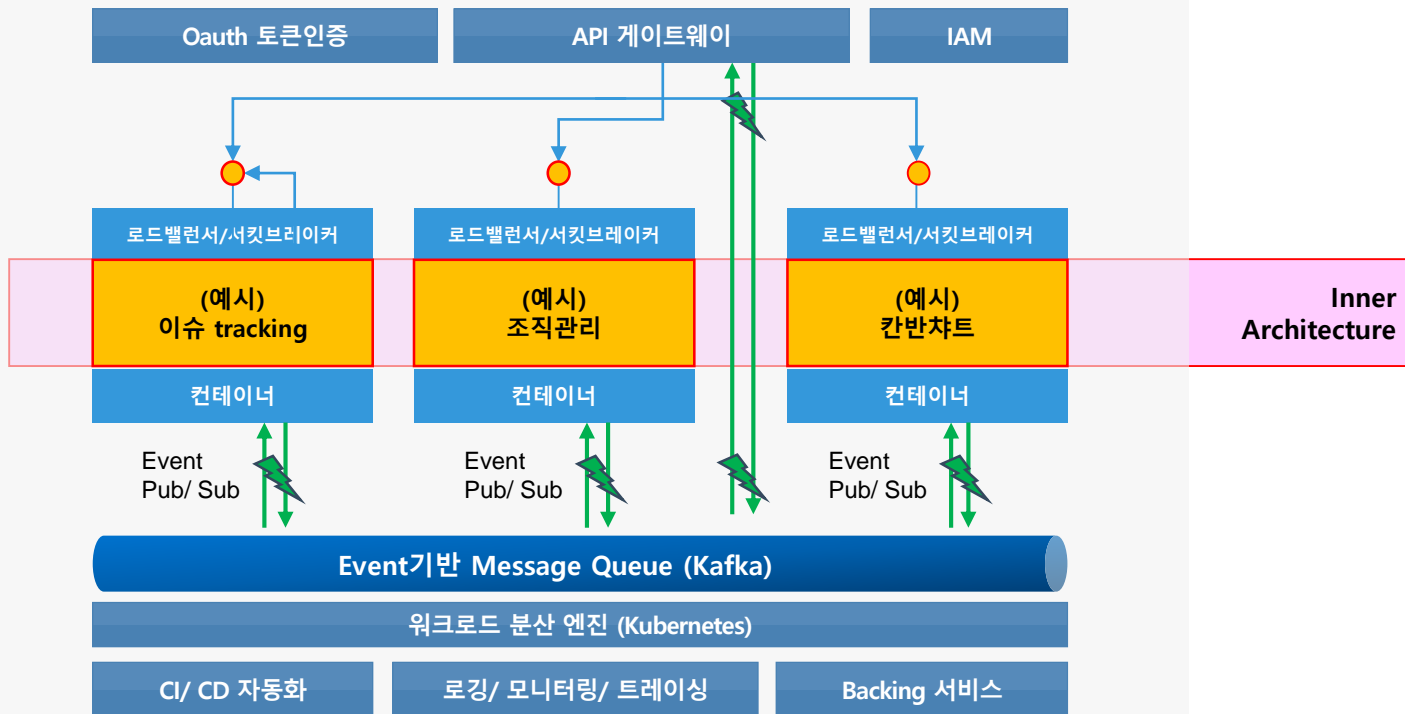 Oauth 토큰인증
API 게이트웨이
IAM
로드밸런서/서킷브레이커
로드밸런서/서킷브레이커
로드밸런서/서킷브레이커
(예시)
이슈 tracking
(예시)
조직관리
(예시)
칸반챠트
Inner
Architecture
컨테이너
컨테이너
컨테이너
Event
Pub/ Sub
Event
Pub/ Sub
Event
Pub/ Sub
Event기반 Message Queue (Kafka)
워크로드 분산 엔진 (Kubernetes)
CI/ CD 자동화
로깅/ 모니터링/ 트레이싱
Backing 서비스